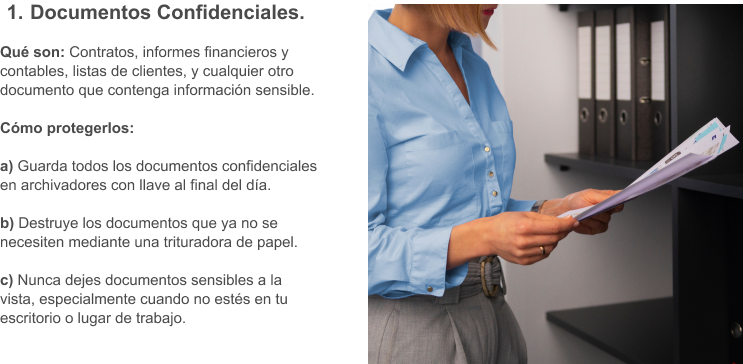 1. Documentos Confidenciales.
Qué son: Contratos, informes financieros y
contables, listas de clientes, y cualquier otro
documento que contenga información sensible.
Cómo protegerlos:
a) Guarda todos los documentos confidenciales
en archivadores con llave al final del día.
b) Destruye los documentos que ya no se
necesiten mediante una trituradora de papel.
c) Nunca dejes documentos sensibles a la
vista, especialmente cuando no estés en tu
escritorio o lugar de trabajo.